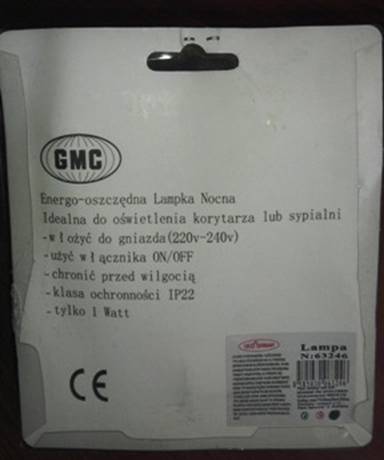 GMC
Energo-oszczędna Lampka Nocna
Idealna do oświetlenia korytarza lub sypialni
-włożyć do gniazda(220v-240v)
-użyć włącznika ON/OFF
-chronić przed wilgocią
-klasa ochronności IP22
-tylko 1 Watt
CE
Lampa
N:63246